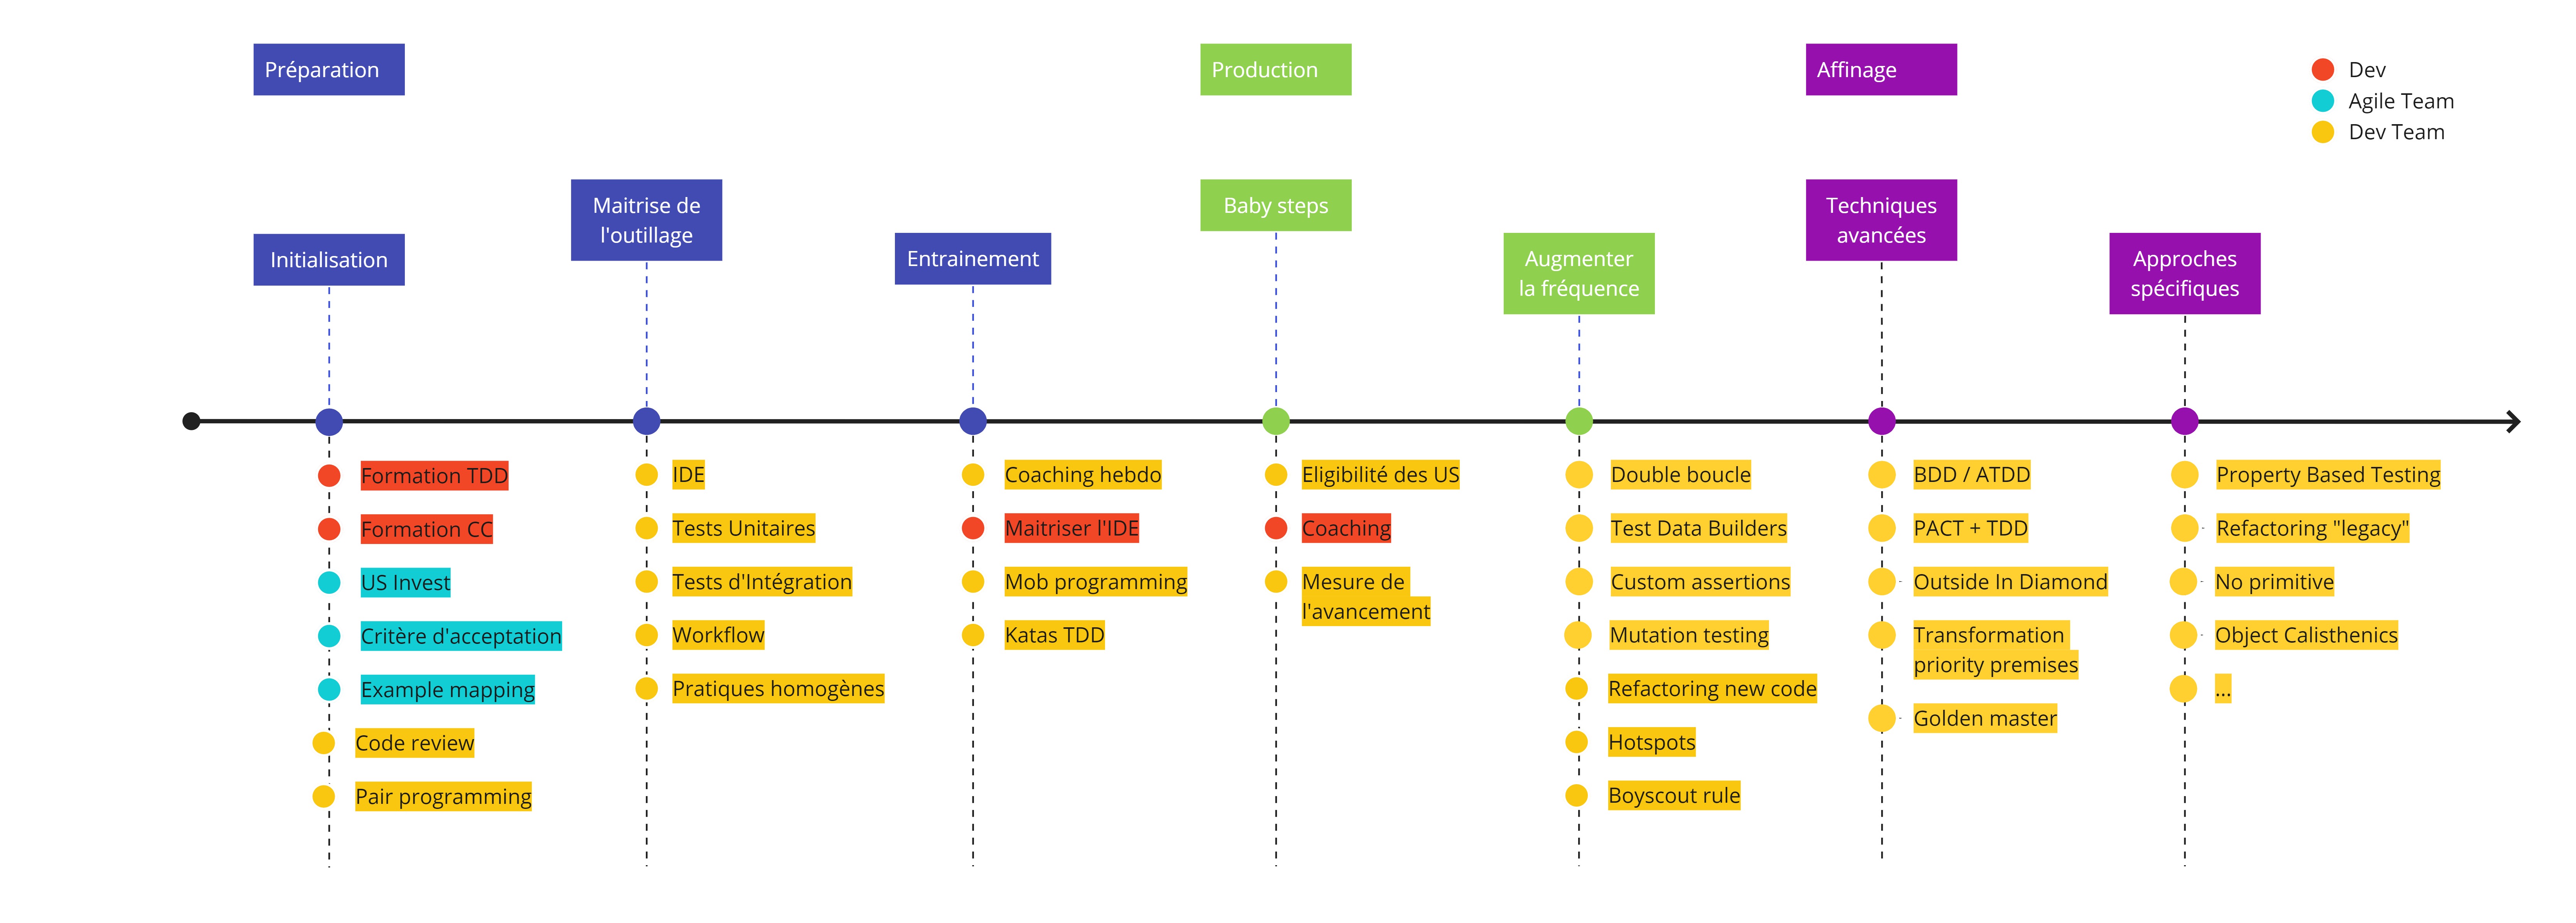 Préparation
Production
Affinage
Dev
Agile Team
Dev Team
Initialisation
Maitrise de
l'outillage
Entrainement
Baby steps
Augmenter
la fréquence
Techniques
avancées
Approches
spécifiques
Formation TDD
Formation CC
US Invest
Critère d'acceptation
Example mapping
Code review
Pair programming
IDE
Tests Unitaires
Tests d'Intégration
Workflow
Pratiques homogènes
Coaching hebdo
Maitriser l'IDE
Mob programming
Katas TDD
Eligibilité des US
Coaching
Mesure de
l'avancement
Double boucle
Test Data Builders
Custom assertions
Mutation testing
Refactoring new code
Hotspots
Boyscout rule
BDD / ATDD
PACT + TDD
Outside In Diamond
Transformation
priority premises
Golden master
Property Based Testing
Refactoring "legacy"
No primitive
Object Calisthenics
...